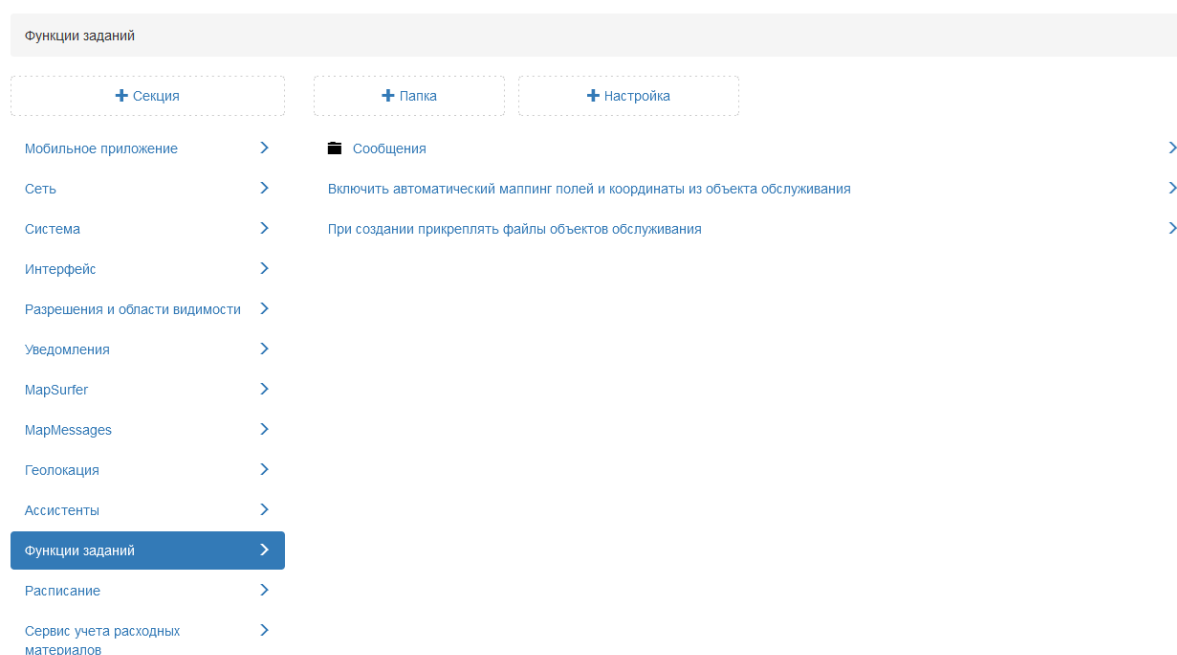 Функции заданий
Секция
Папка
Настройка
Мобильное приложение
Сеть
Система
Интерфейс
Разрешения и области видимости
Уведомления
MapSurfer
MapMessages
Геолокация
Ассистенты
Функции заданий
Расписание
Сервис учета расходных
материалов
Сообщения
Включить автоматический маппинг полей и координаты из объекта обслуживания
При создании прикреплять файлы объектов обслуживания